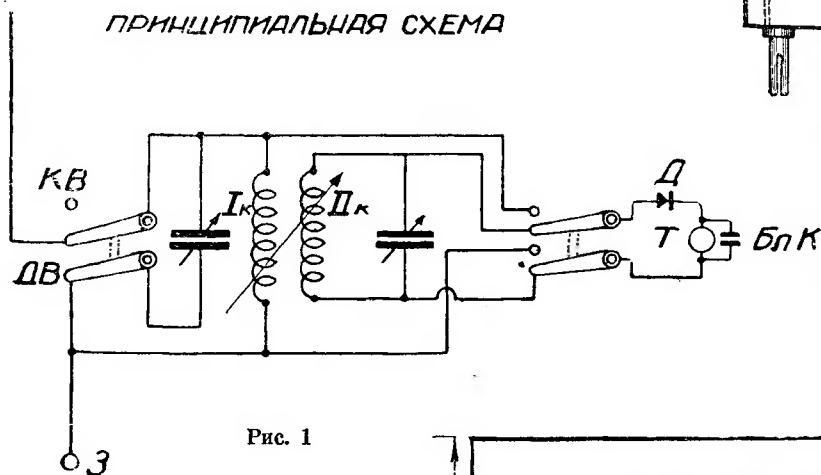 ПРИНЦИПИАЛЬНАЯ СХЕМА
КВ
ДВ
Iк
IIк
Д
Т
Бл К
Рис. 1
З